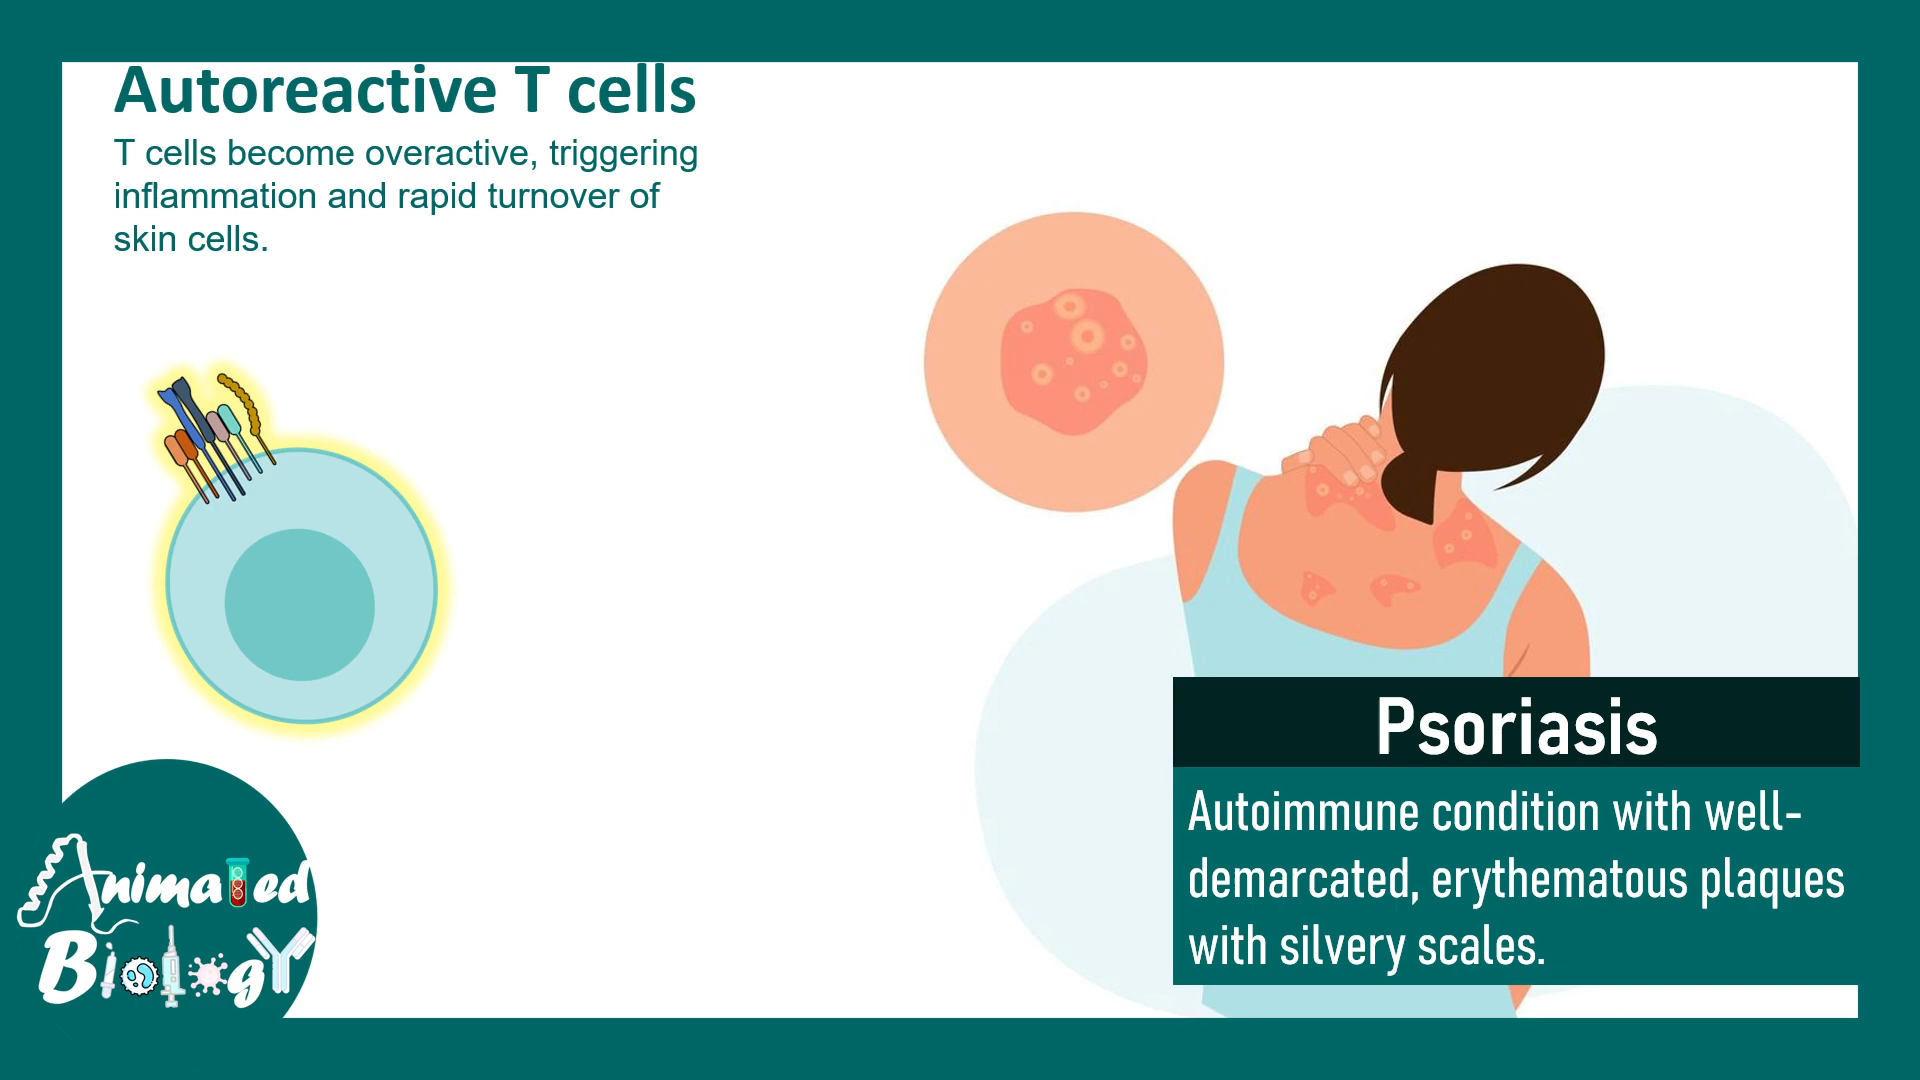 Autoreactive T cells
T cells become overactive, triggering
inflammation and rapid turnover of
skin cells.
Psoriasis
Autoimmune condition with well-
demarcated, erythematous plaques
with silvery scales.
Animated
Biology